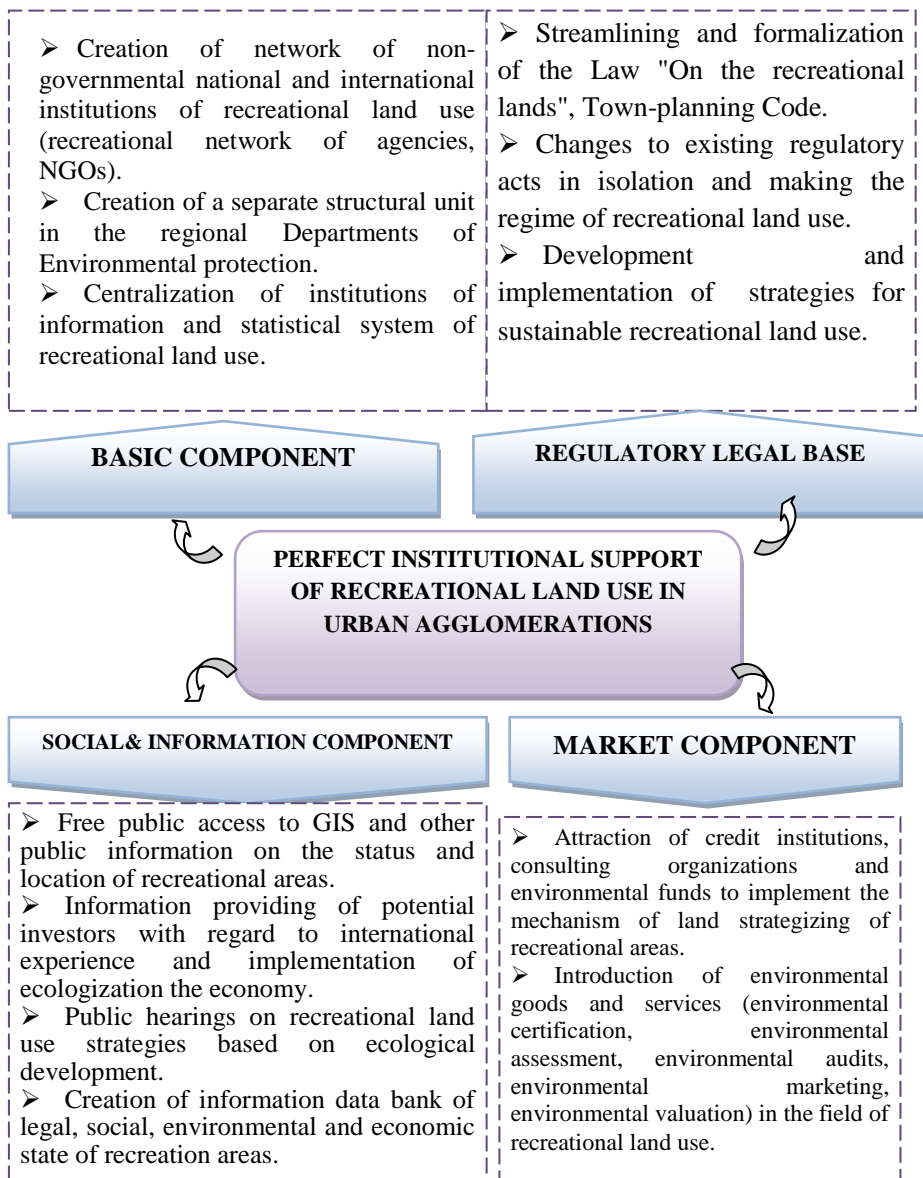 ➢ Creation of network of non-
governmental national and international
institutions of recreational land use
(recreational network of agencies,
NGOs).
➢ Creation of a separate structural unit
in the regional Departments of
Environmental protection.
➢ Centralization of institutions of
information and statistical system of
recreational land use.
➢ Streamlining and formalization
of the Law "On the recreational
lands", Town-planning Code.
➢ Changes to existing regulatory
acts in isolation and making the
regime of recreational land use.
➢ Development and
implementation of strategies for
sustainable recreational land use.
BASIC COMPONENT
REGULATORY LEGAL BASE
PERFECT INSTITUTIONAL SUPPORT
OF RECREATIONAL LAND USE IN
URBAN AGGLOMERATIONS
SOCIAL& INFORMATION COMPONENT
MARKET COMPONENT
➢ Free public access to GIS and other
public information on the status and
location of recreational areas.
➢ Information providing of potential
investors with regard to international
experience and implementation of
ecologization the economy.
➢ Public hearings on recreational land
use strategies based on ecological
development.
➢ Creation of information data bank of
legal, social, environmental and economic
state of recreation areas.
➢ Attraction of credit institutions,
consulting organizations and
environmental funds to implement the
mechanism of land strategizing of
recreational areas.
➢ Introduction of environmental
goods and services (environmental
certification, environmental
assessment, environmental audits,
environmental marketing,
environmental valuation) in the field of
recreational land use.